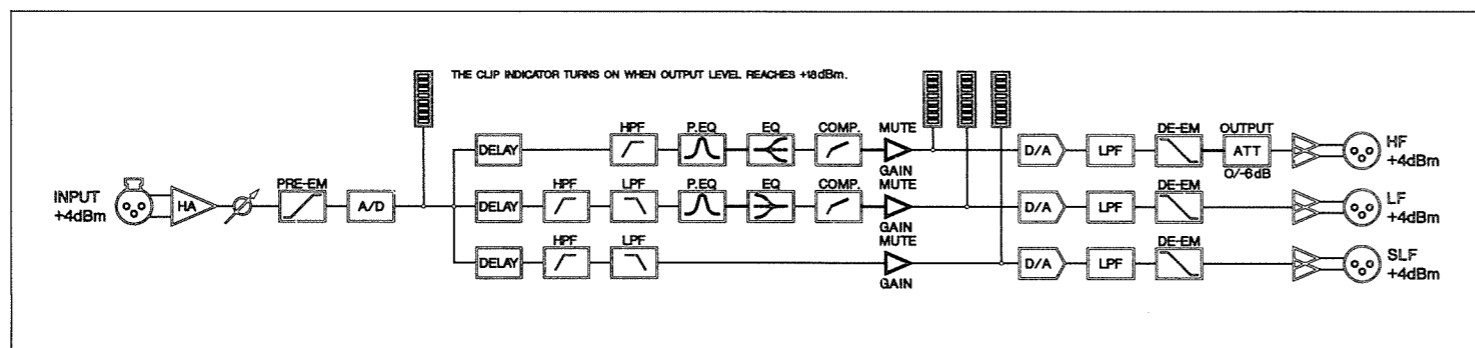 THE CLIP INDICATOR TURNS ON WHEN OUTPUT LEVEL REACHES +18dBm.
INPUT
+4dBm
HA
PRE-EM
A/D
DELAY
HPF
P.EQ
EQ
COMP.
MUTE
GAIN
D/A
LPF
DE-EM
OUTPUT
ATT
0/-6dB
HF
+4dBm
DELAY
HPF
LPF
P.EQ
EQ
COMP.
MUTE
GAIN
D/A
LPF
DE-EM
LF
+4dBm
DELAY
HPF
LPF
MUTE
GAIN
D/A
LPF
DE-EM
SLF
+4dBm